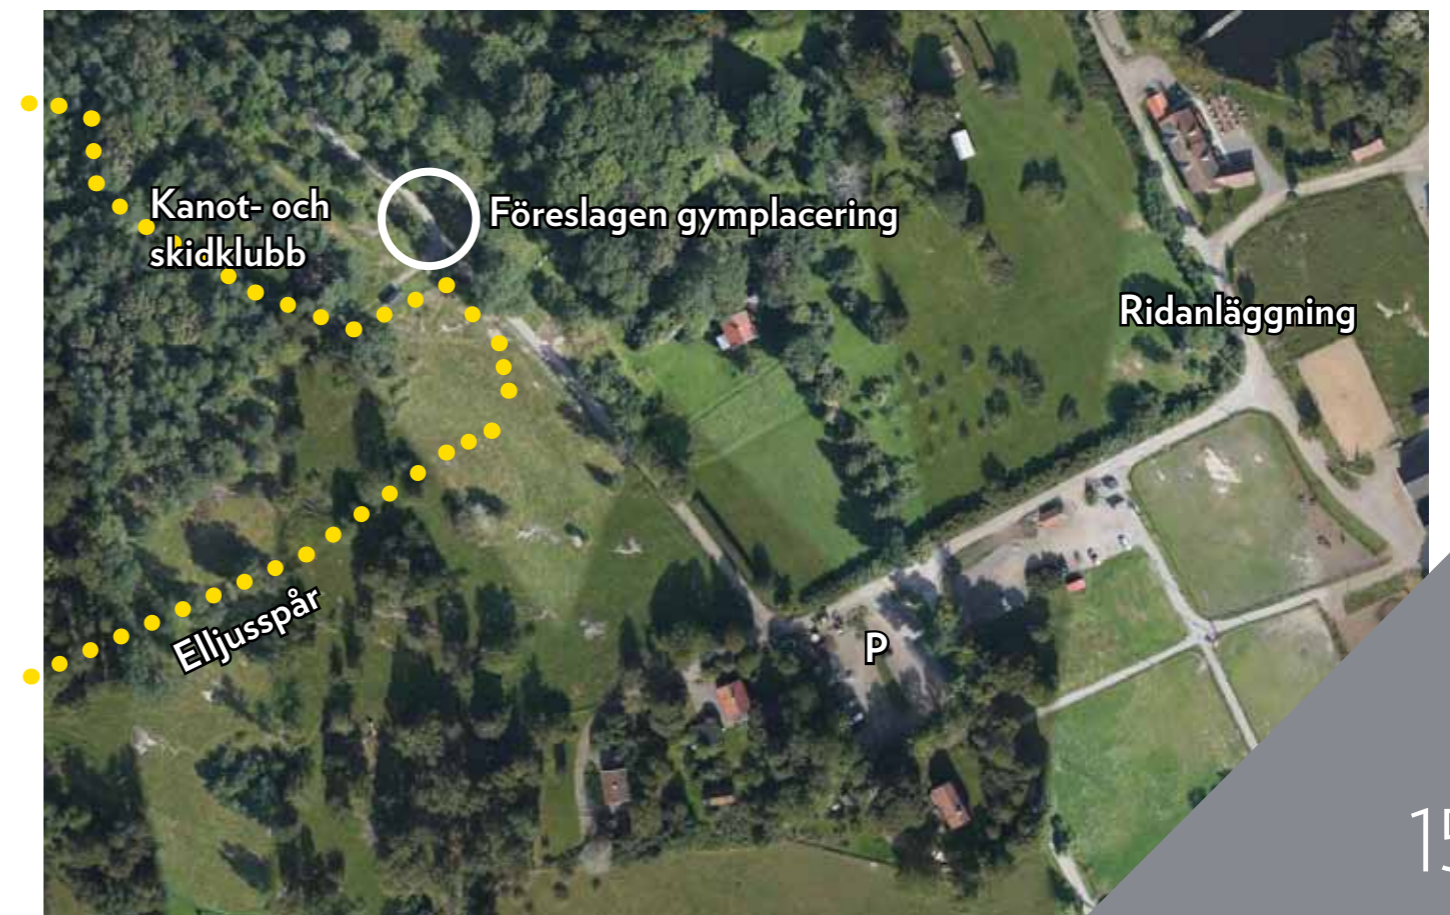 Kanot- och
skidklubb
Föreslagen gymplacering
Ridanläggning
Elljusspår
P
15